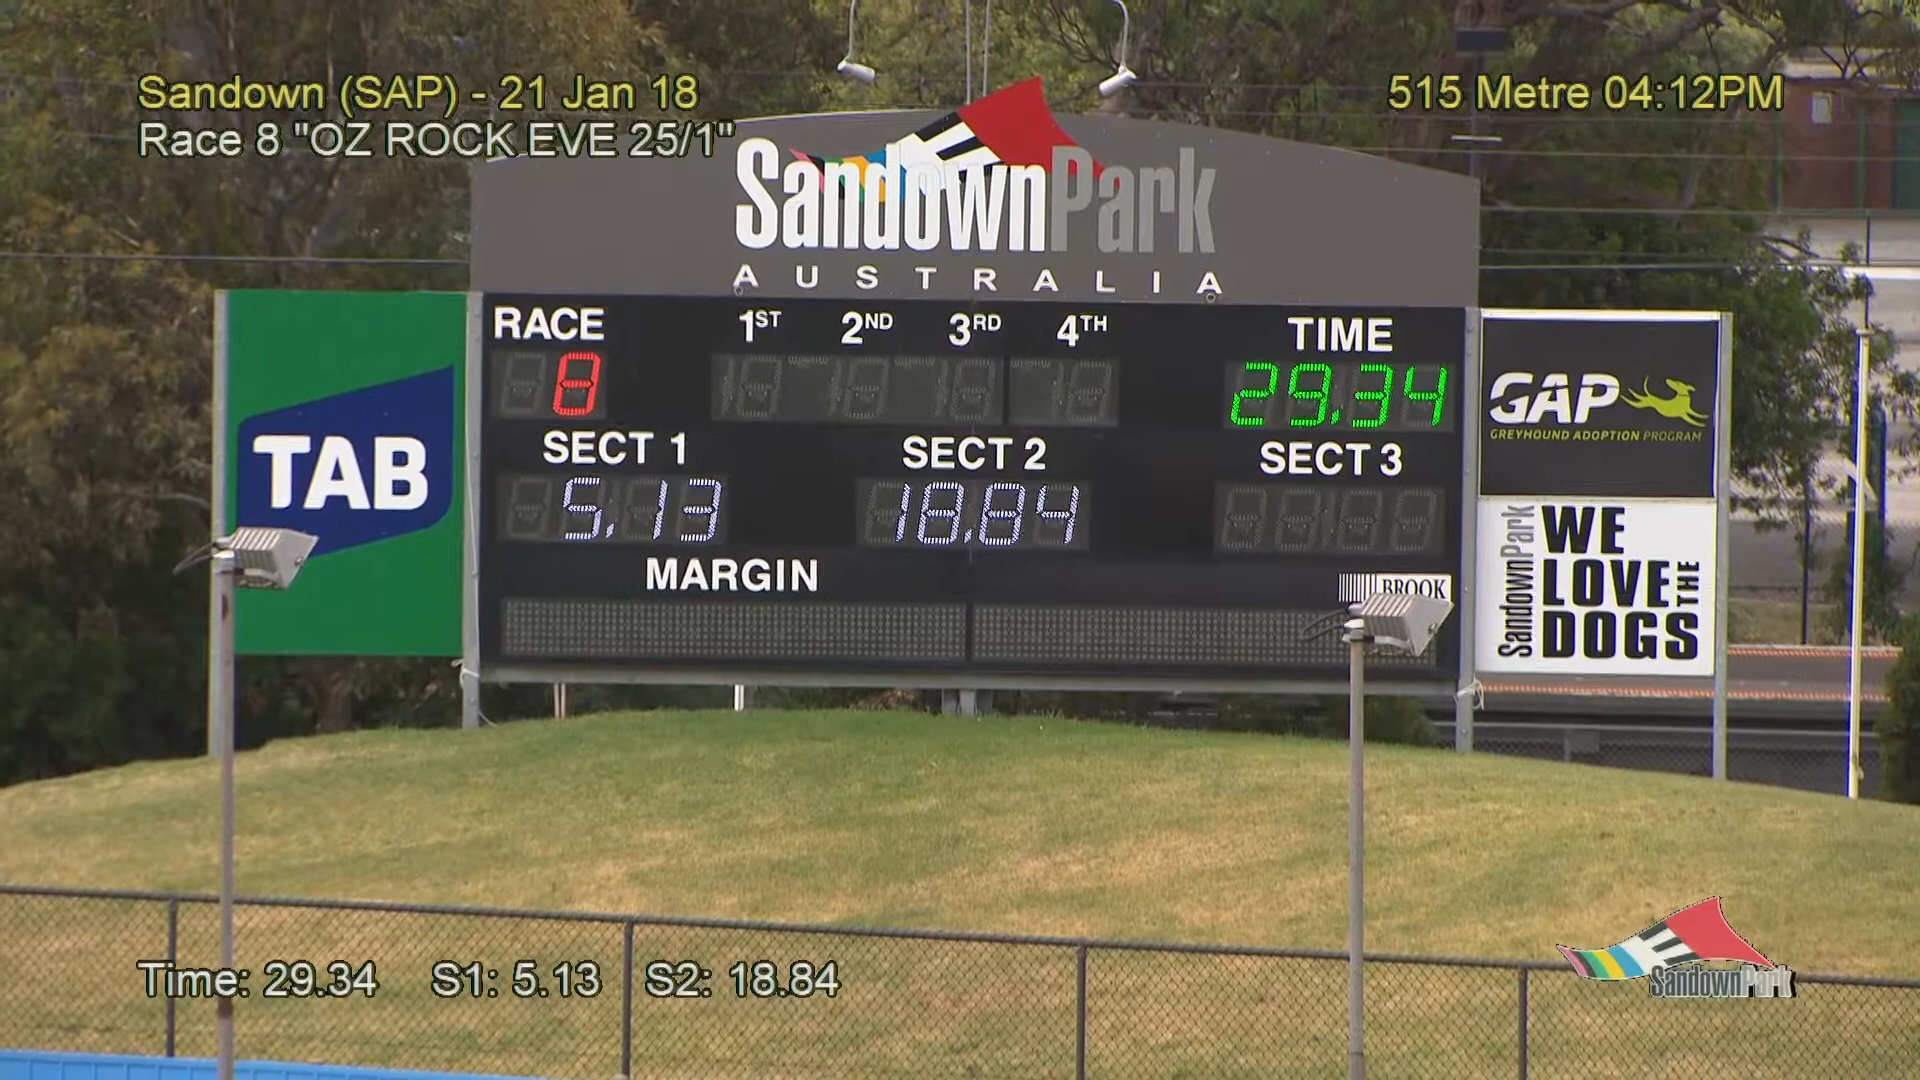 Sandown (SAP) - 21 Jan 18
515 Metre 04:12PM
Race 8 "OZ ROCK EVE 25/1"
SandownPark
AUSTRALIA
RACE 1ST 2ND 3RD 4TH TIME
8 29.34
SECT 1 SECT 2 SECT 3
5.13 18.84
MARGIN
BROOK
TAB
GAP
GREYHOUND ADOPTION PROGRAM
SandownPark
WE
LOVE THE
DOGS
Time: 29.34 S1: 5.13 S2: 18.84
SandownPark